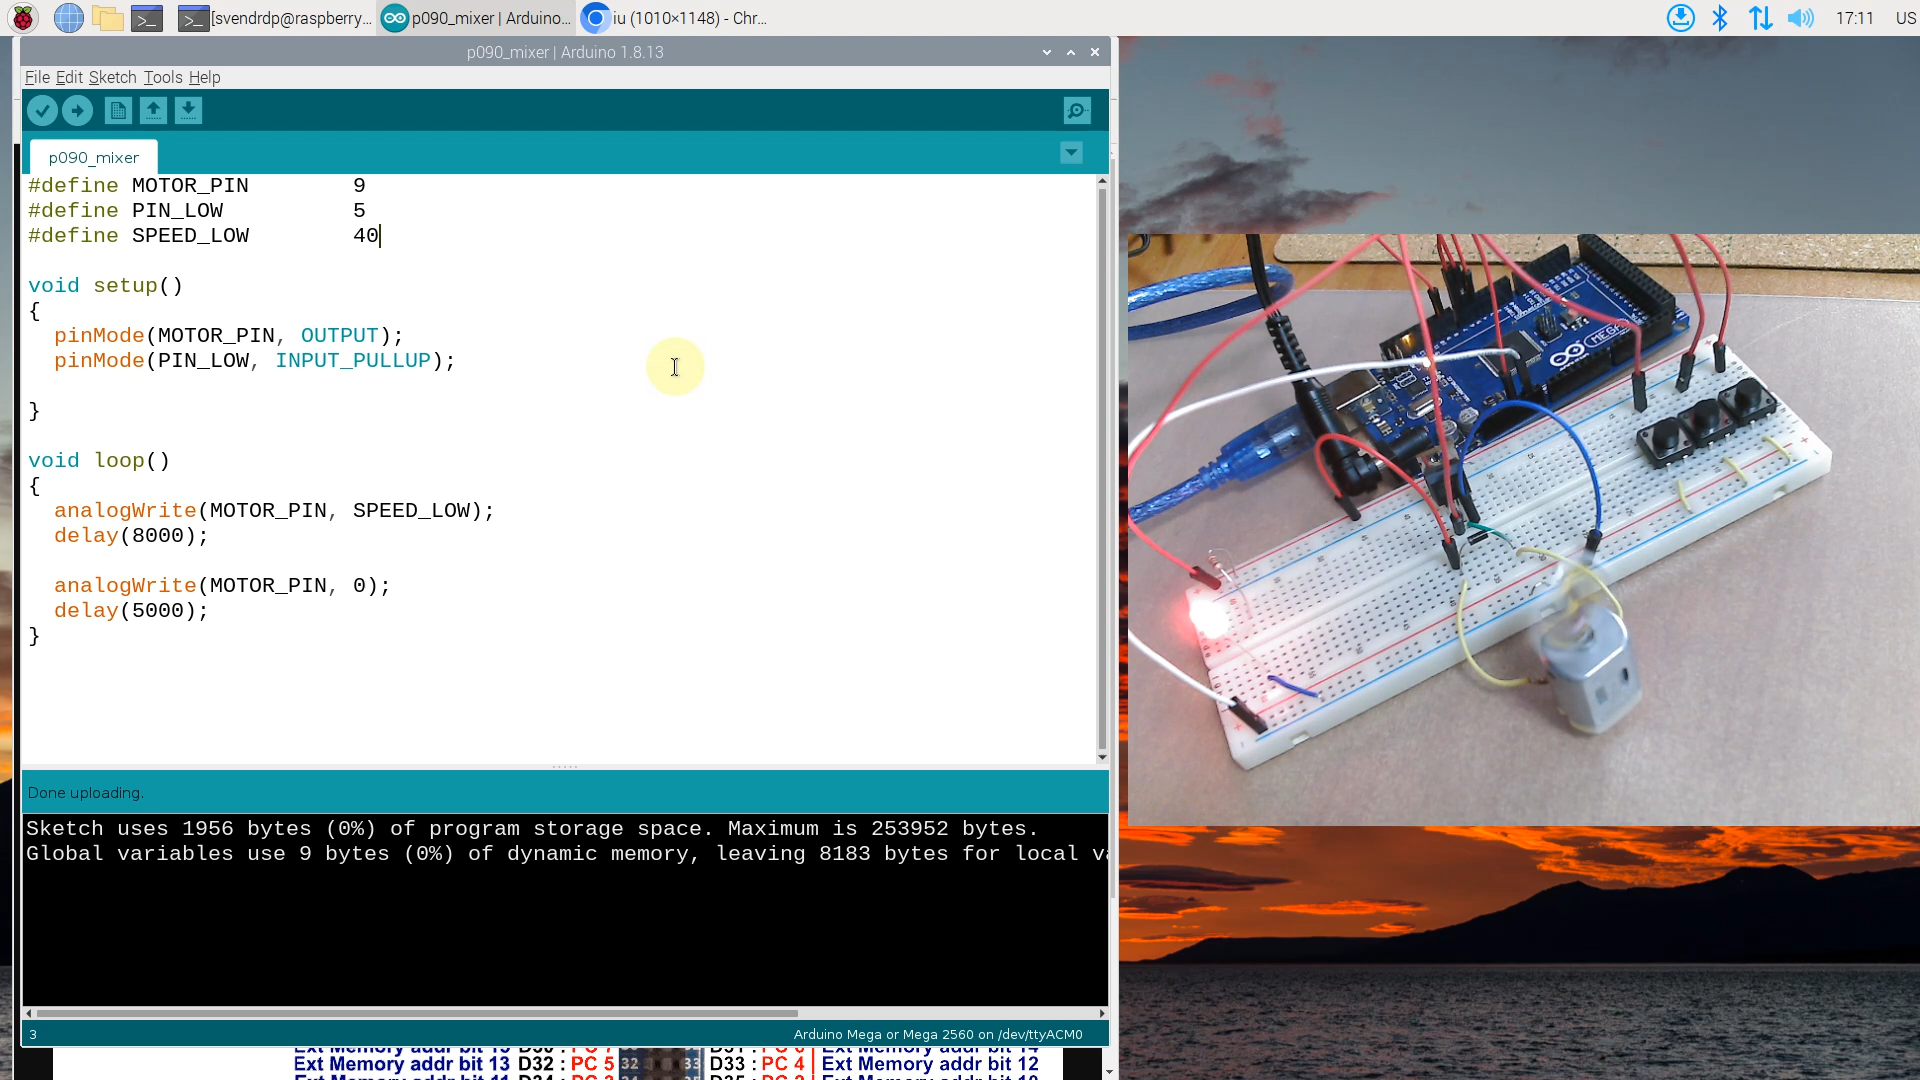 [svendrdp@raspberry... p090_mixer | Arduino... iu (1010×1148) - Chr... 17:11 US
p090_mixer | Arduino 1.8.13
File Edit Sketch Tools Help
p090_mixer
#define MOTOR_PIN 9
#define PIN_LOW 5
#define SPEED_LOW 40
void setup()
{
pinMode(MOTOR_PIN, OUTPUT);
pinMode(PIN_LOW, INPUT_PULLUP);
}
void loop()
{
analogWrite(MOTOR_PIN, SPEED_LOW);
delay(8000);
analogWrite(MOTOR_PIN, 0);
delay(5000);
}
Done uploading.
Sketch uses 1956 bytes (0%) of program storage space. Maximum is 253952 bytes.
Global variables use 9 bytes (0%) of dynamic memory, leaving 8183 bytes for local va
3 Arduino Mega or Mega 2560 on /dev/ttyACM0
Ext Memory addr bit 13 D32 : PC 5 32 33 D33 : PC 4 Ext Memory addr bit 12
MEGA